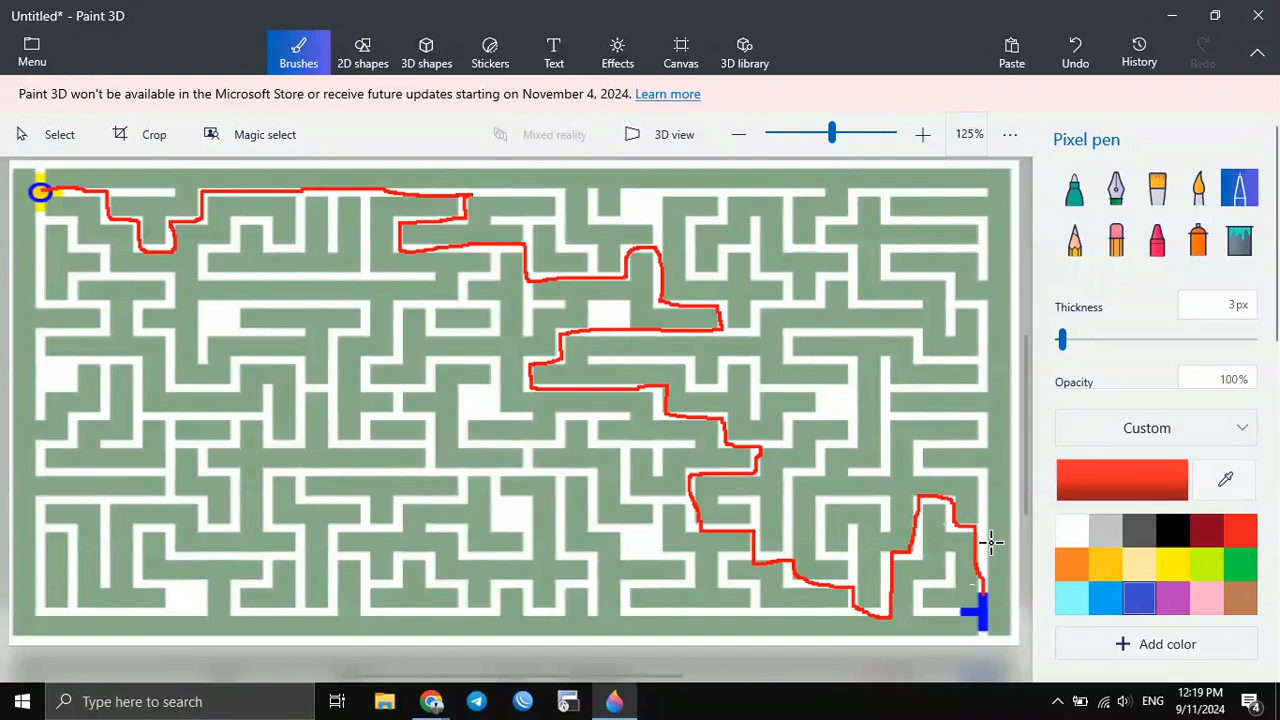 Untitled* - Paint 3D
Menu
Brushes
2D shapes
3D shapes
Stickers
Text
Effects
Canvas
3D library
Paste
Undo
History
Redo
Paint 3D won't be available in the Microsoft Store or receive future updates starting on November 4, 2024. Learn more
Select
Crop
Magic select
Mixed reality
3D view
125%
Pixel pen
Thickness
3px
Opacity
100%
Custom
Add color
Type here to search
ENG
12:19 PM
9/11/2024
4